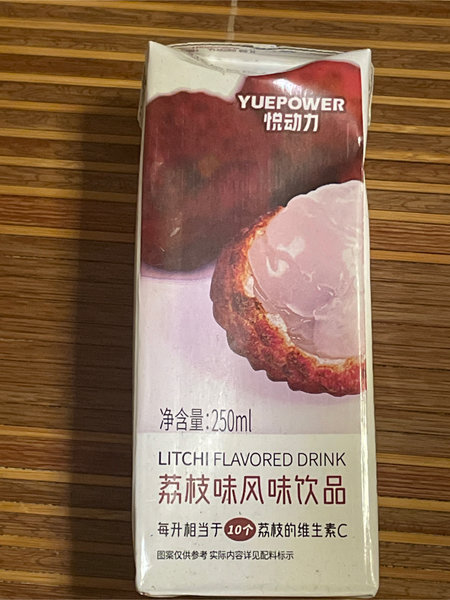 YUEPOWER
悦动力
净含量:250ml
LITCHI FLAVORED DRINK
荔枝味风味饮品
每升相当于10个荔枝的维生素C
图案仅供参考 实际内容详见配料标示